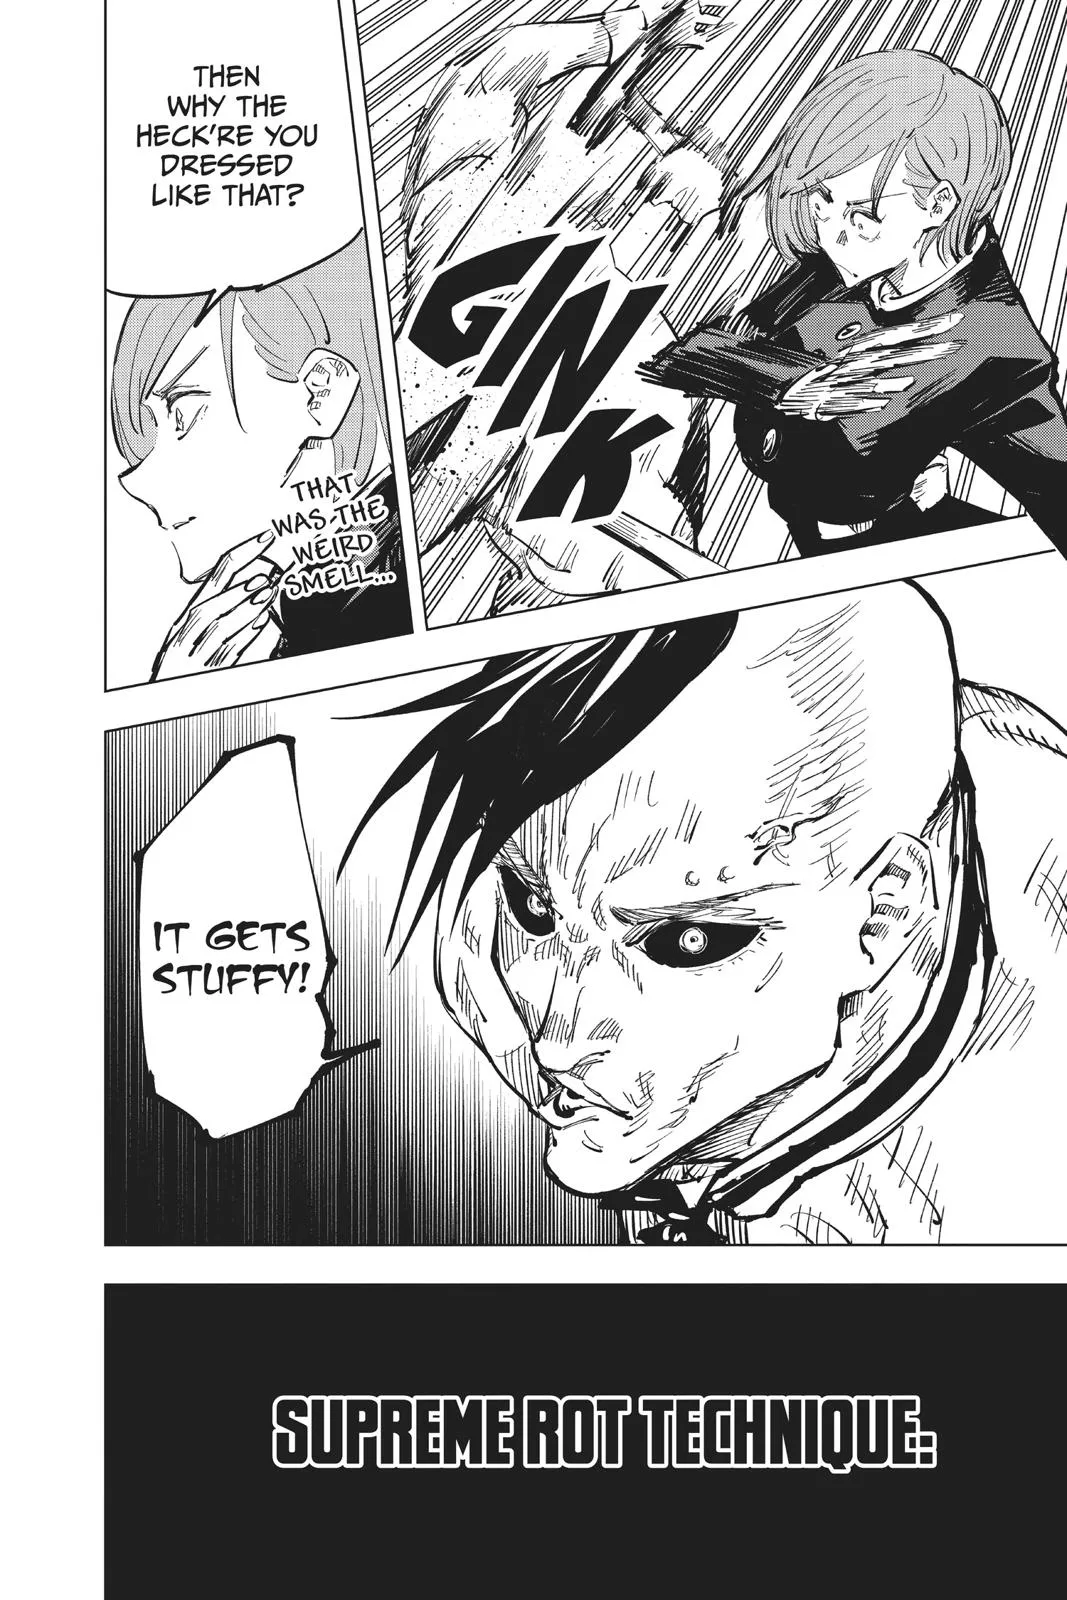 GINK
THEN
WHY THE
HECK'RE YOU
DRESSED
LIKE THAT?
THAT
WAS THE
WEIRD
SMELL...
IT GETS
STUFFY!
SUPREME ROT TECHNIQUE: